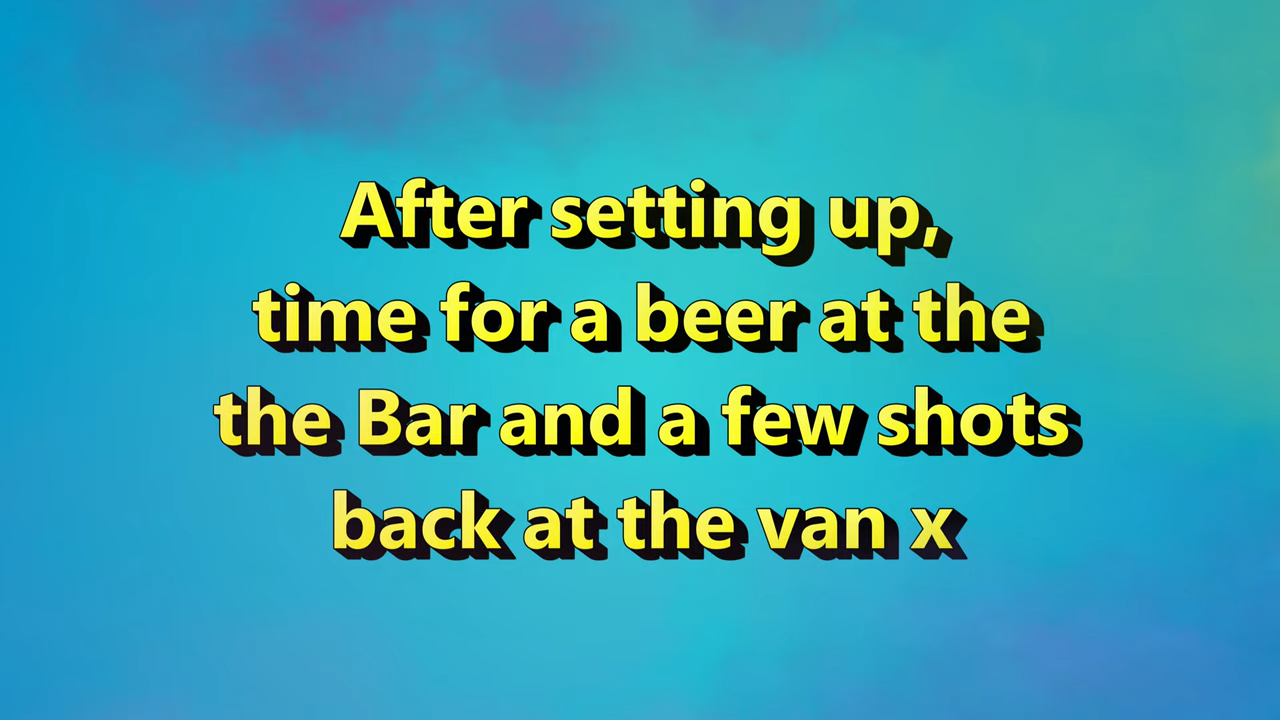 After setting up,
time for a beer at the
the Bar and a few shots
back at the van x